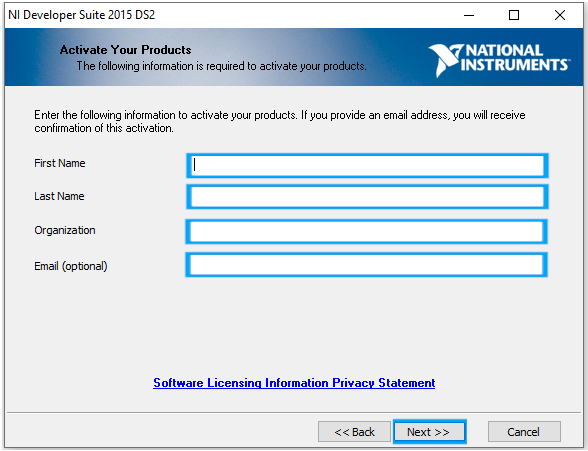 NI Developer Suite 2015 DS2
Activate Your Products
The following information is required to activate your products.
NATIONAL
INSTRUMENTS™
Enter the following information to activate your products. If you provide an email address, you will receive
confirmation of this activation.
First Name
Last Name
Organization
Email (optional)
Software Licensing Information Privacy Statement
<< Back
Next >>
Cancel